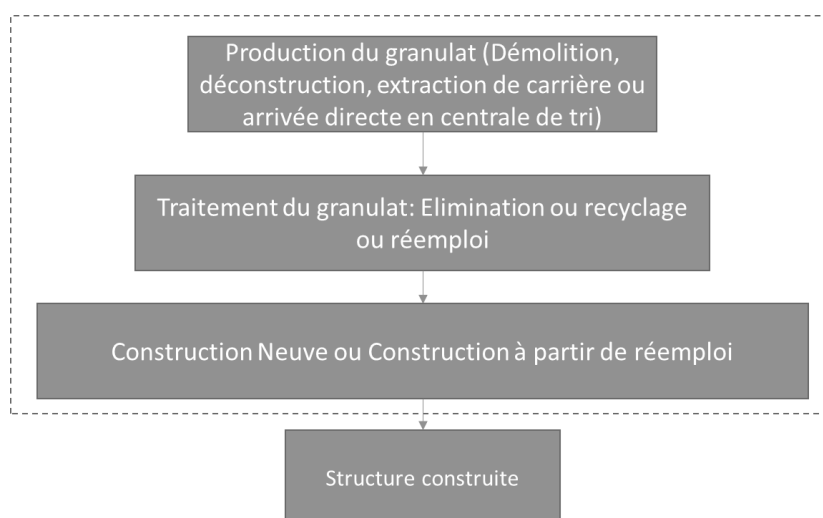 Production du granulat (Démolition,
déconstruction, extraction de carrière ou
arrivée directe en centrale de tri)
Traitement du granulat: Elimination ou recyclage
ou réemploi
Construction Neuve ou Construction à partir de réemploi
Structure construite